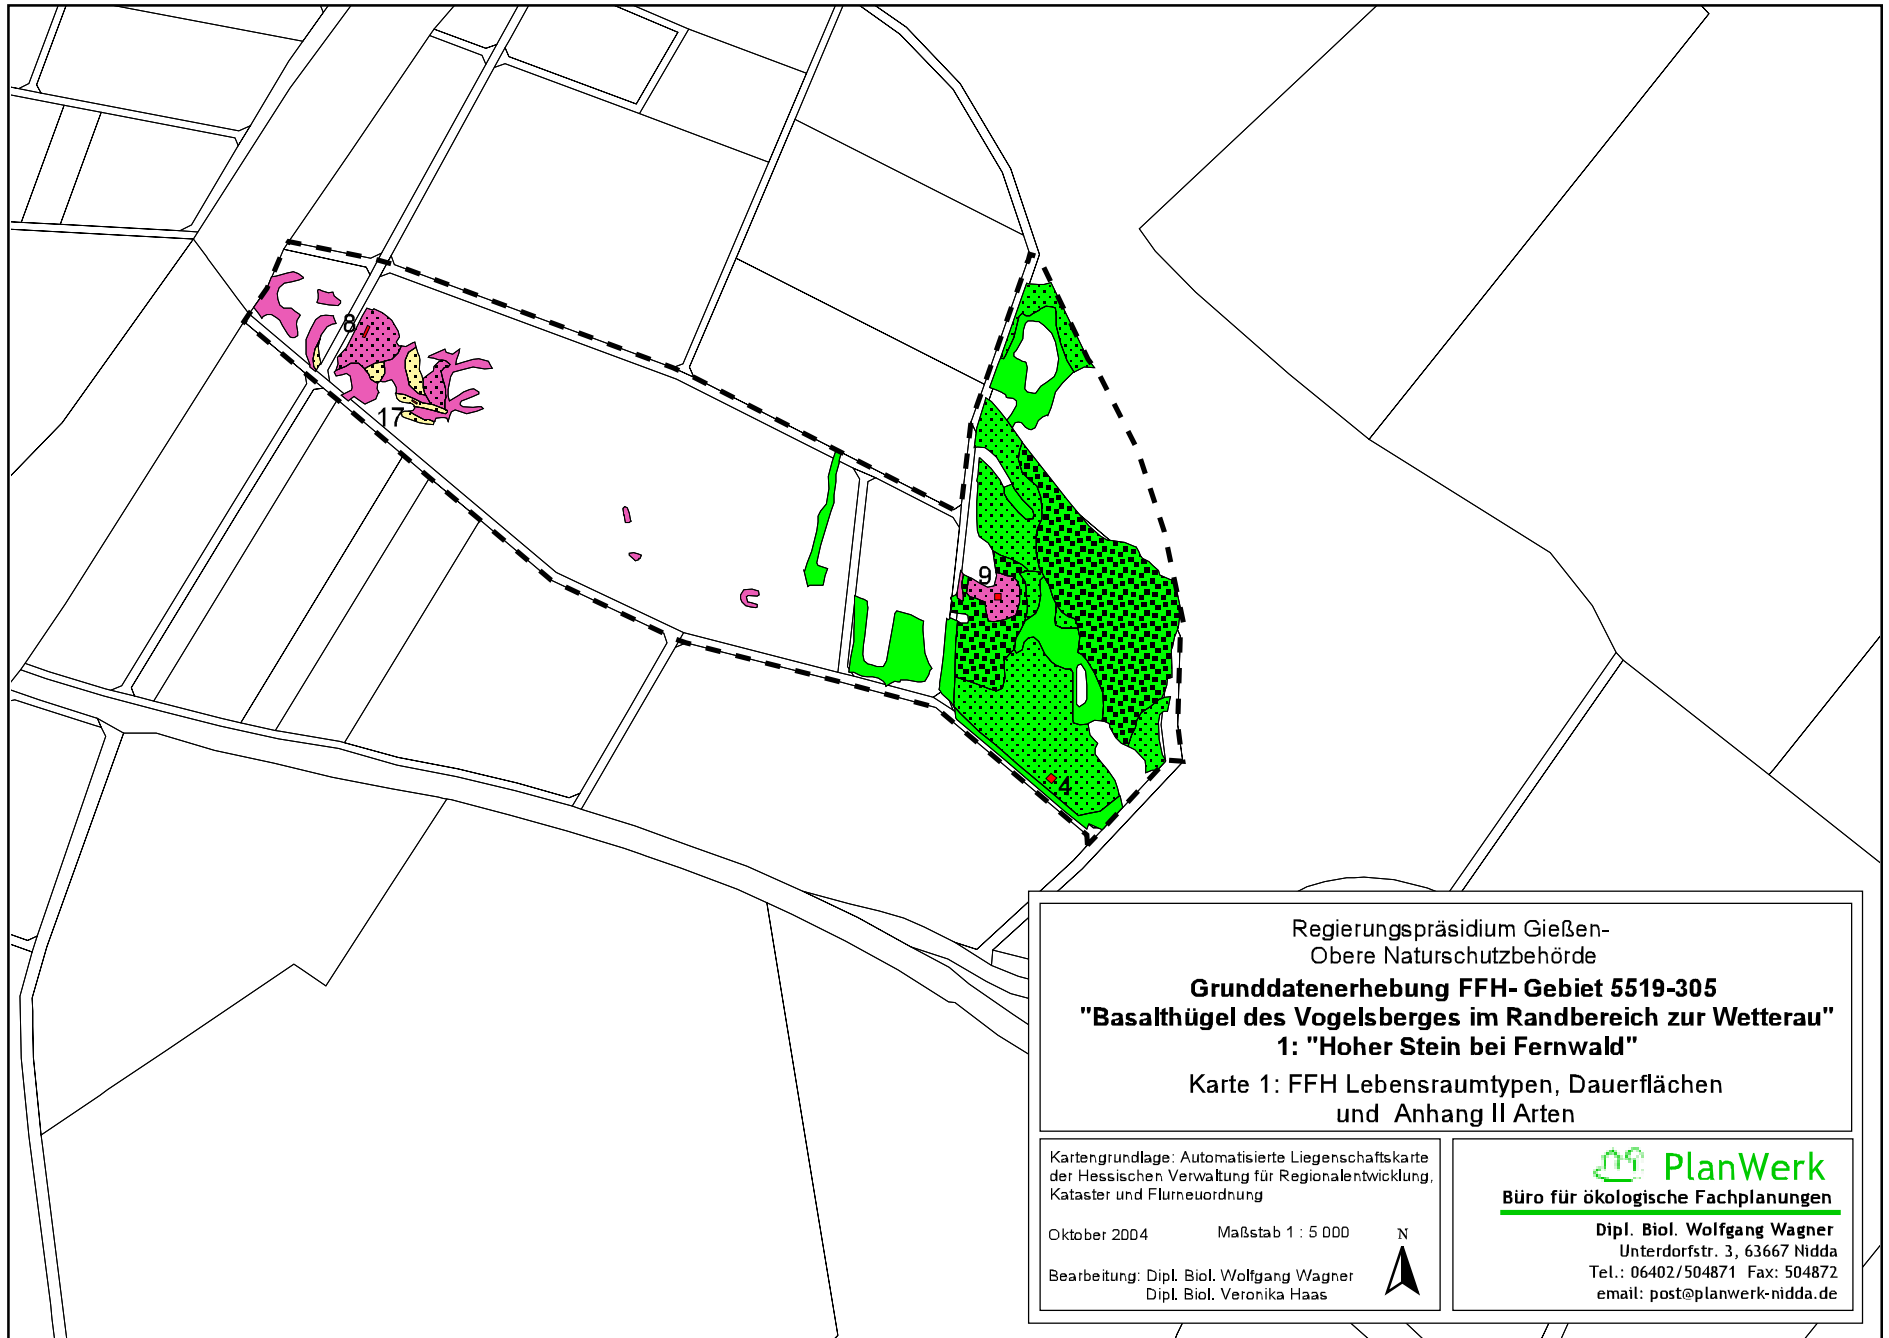 8
17
9
4
Regierungspräsidium Gießen-
Obere Naturschutzbehörde
Grunddatenerhebung FFH- Gebiet 5519-305
"Basalthügel des Vogelsberges im Randbereich zur Wetterau"
1: "Hoher Stein bei Fernwald"
Karte 1: FFH Lebensraumtypen, Dauerflächen
und Anhang II Arten
Kartengrundlage: Automatisierte Liegenschaftskarte
der Hessischen Verwaltung für Regionalentwicklung,
Kataster und Flurneuordnung
Oktober 2004 Maßstab 1 : 5 000
N
Bearbeitung: Dipl. Biol. Wolfgang Wagner
Dipl. Biol. Veronika Haas
PlanWerk
Büro für ökologische Fachplanungen
Dipl. Biol. Wolfgang Wagner
Unterdorfstr. 3, 63667 Nidda
Tel.: 06402/504871 Fax: 504872
email: post@planwerk-nidda.de